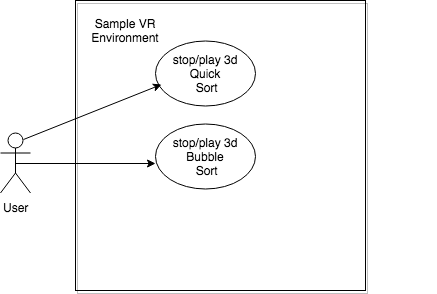 Sample VR
Environment
stop/play 3d
Quick
Sort
stop/play 3d
Bubble
Sort
User